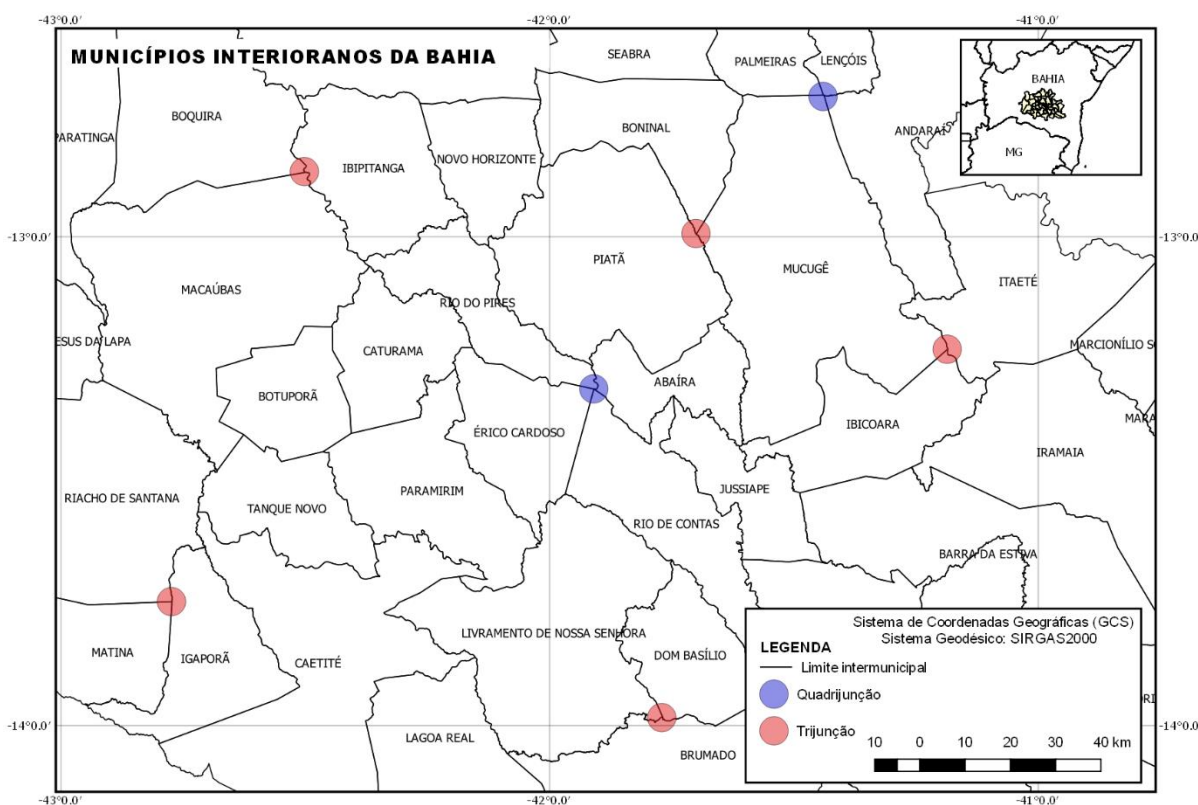 -43°0.0'
-42°0.0'
-41°0.0'
MUNICÍPIOS INTERIORANOS DA BAHIA
SEABRA
PALMEIRAS
LENÇÓIS
BAHIA
MG
BOQUIRA
PARATINGA
IBIPITANGA
NOVO HORIZONTE
BONINAL
ANDARAÍ
-13°0.0'
-13°0.0'
MACAÚBAS
RIO DO PIRES
PIATÃ
MUCUGÊ
ITAETÉ
ESUS DA LAPA
CATURAMA
ABAÍRA
MARCIONÍLIO SO
BOTUPORÃ
ÉRICO CARDOSO
IBICOARA
MARA
IRAMAIA
RIACHO DE SANTANA
TANQUE NOVO
PARAMIRIM
JUSSIAPE
RIO DE CONTAS
BARRA DA ESTIVA
MATINA
IGAPORÃ
CAETITÉ
LIVRAMENTO DE NOSSA SENHORA
DOM BASÍLIO
LAGOA REAL
BRUMADO
Sistema de Coordenadas Geográficas (GCS)
Sistema Geodésico: SIRGAS2000
LEGENDA
Limite intermunicipal
Quadrijunção
Trijunção
10 0 10 20 30 40 km
-14°0.0'
-14°0.0'
-43°0.0'
-42°0.0'
-41°0.0'